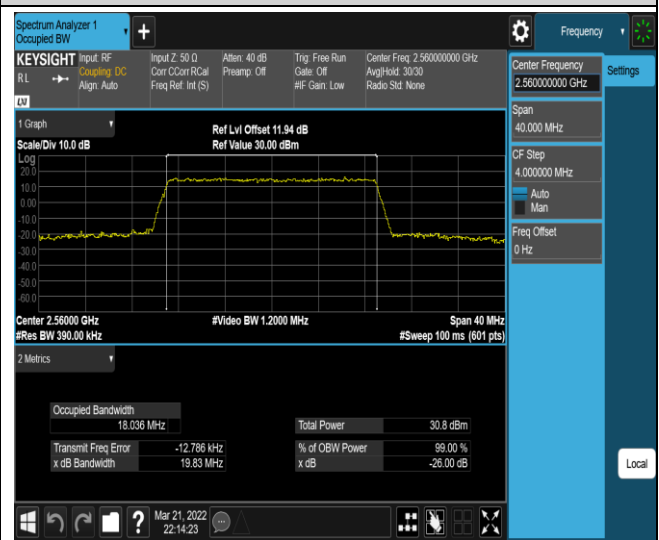 Spectrum Analyzer 1
Occupied BW
+
Frequency
KEYSIGHT
RL
LXI
Input: RF
Coupling: DC
Align: Auto
Input Z: 50 Ω
Corr CCorr RCal
Freq Ref: Int (S)
Atten: 40 dB
Preamp: Off
Trig: Free Run
Gate: Off
#IF Gain: Low
Center Freq: 2.560000000 GHz
Avg|Hold: 30/30
Radio Std: None
Center Frequency
2.560000000 GHz
Settings
Span
40.000 MHz
CF Step
4.000000 MHz
Auto
Man
Freq Offset
0 Hz
1 Graph
Scale/Div 10.0 dB
Ref Lvl Offset 11.94 dB
Ref Value 30.00 dBm
Log
20.0
10.0
0.00
-10.0
-20.0
-30.0
-40.0
-50.0
-60.0
Center 2.56000 GHz
#Res BW 390.00 kHz
#Video BW 1.2000 MHz
Span 40 MHz
#Sweep 100 ms (601 pts)
2 Metrics
Occupied Bandwidth
18.036 MHz
Total Power 30.8 dBm
Transmit Freq Error -12.786 kHz
% of OBW Power 99.00 %
x dB Bandwidth 19.83 MHz
x dB -26.00 dB
Local
?
Mar 21, 2022
22:14:23